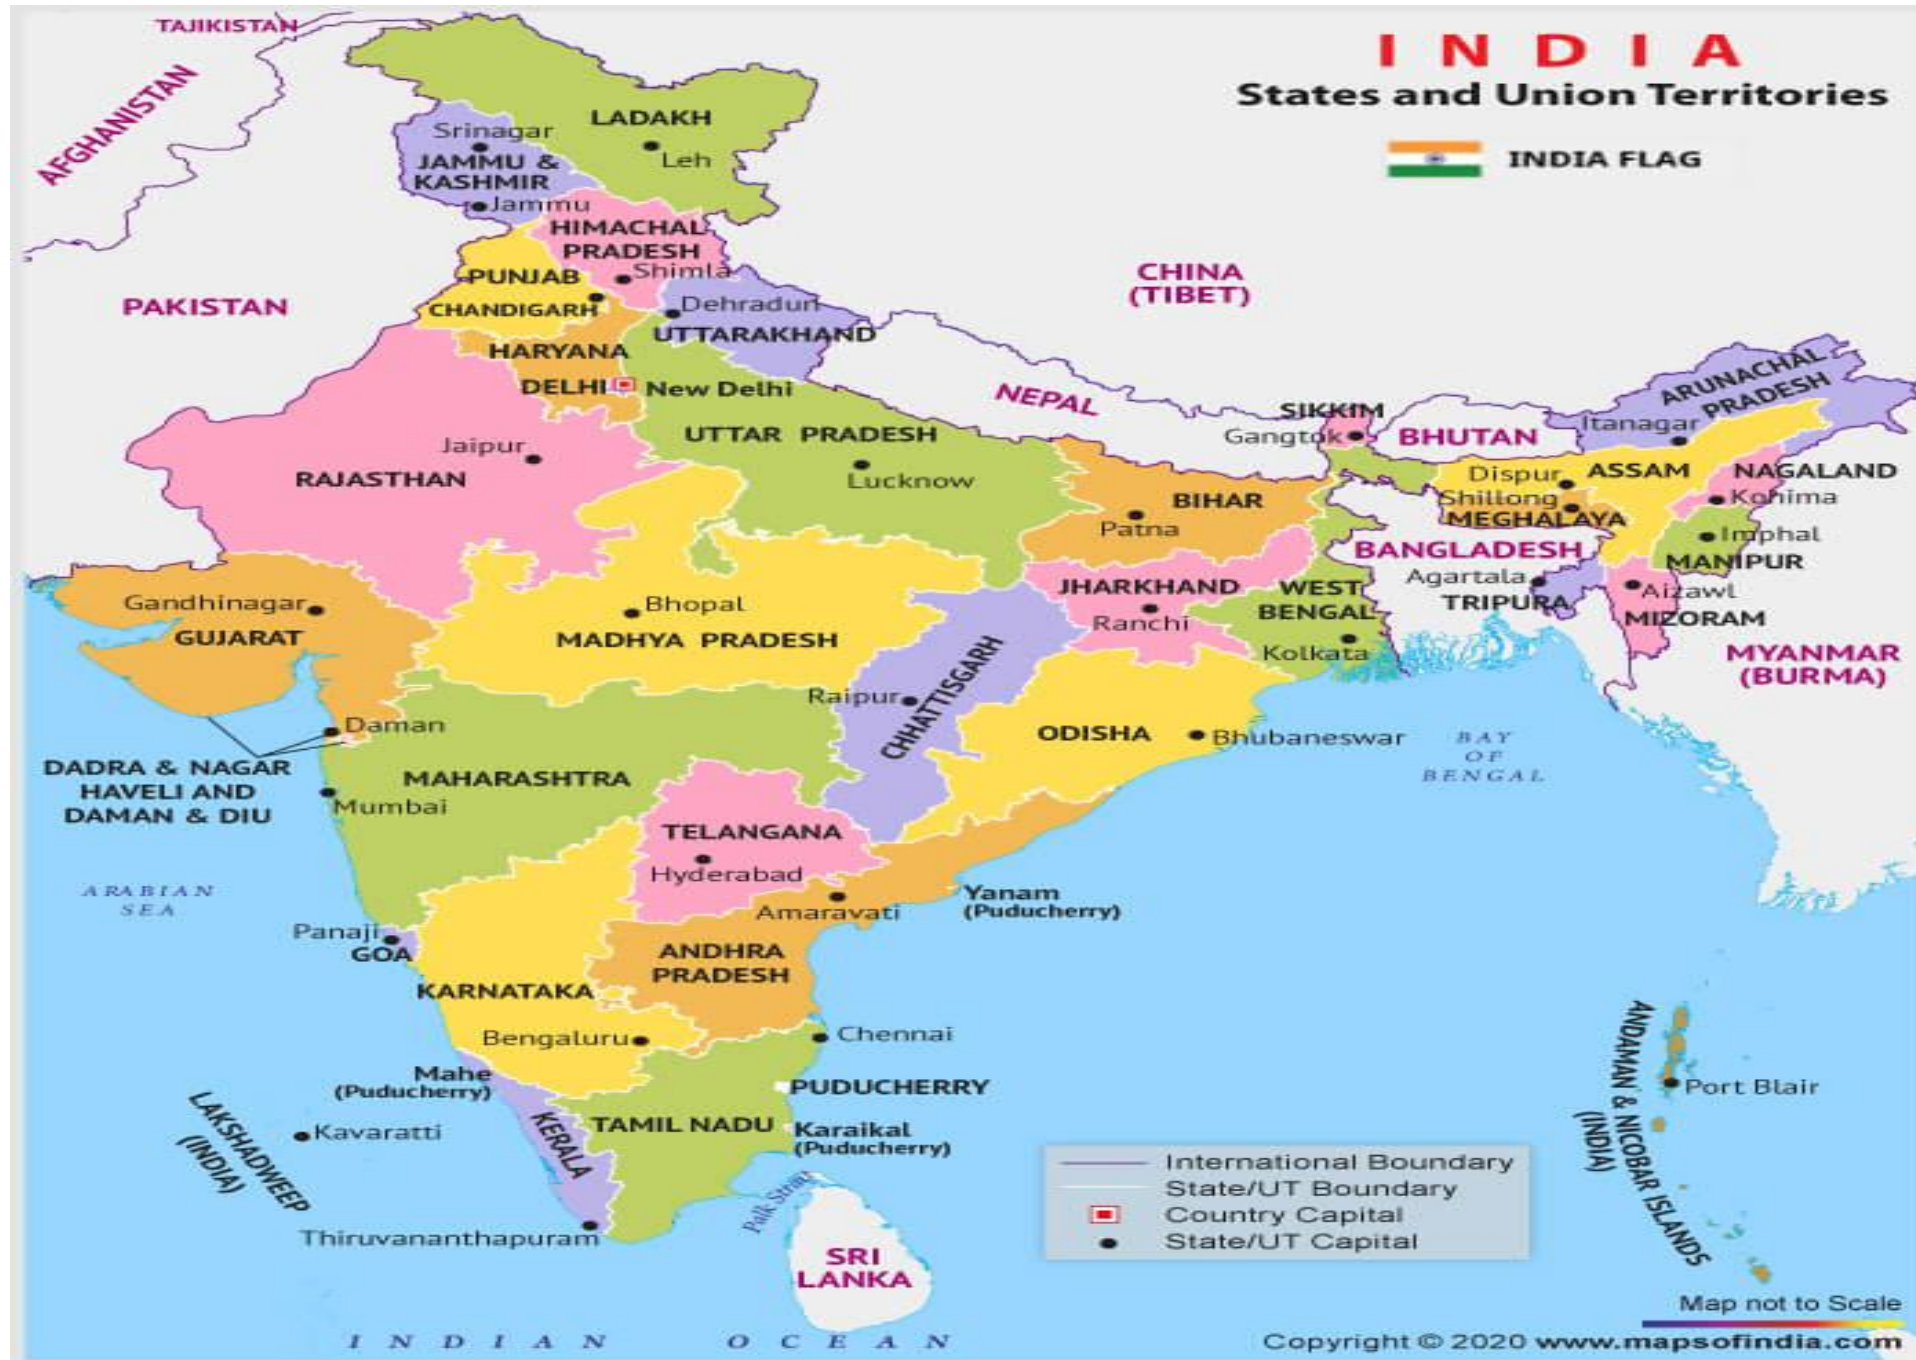 INDIA
States and Union Territories
INDIA FLAG
TAJIKISTAN
AFGHANISTAN
PAKISTAN
CHINA
(TIBET)
NEPAL
BHUTAN
BANGLADESH
MYANMAR
(BURMA)
SRI
LANKA
LADAKH
Leh
Srinagar
JAMMU &
KASHMIR
Jammu
HIMACHAL
PRADESH
Shimla
PUNJAB
CHANDIGARH
Dehradun
UTTARAKHAND
HARYANA
DELHI
New Delhi
UTTAR PRADESH
Lucknow
Jaipur
RAJASTHAN
SIKKIM
Gangtok
ARUNACHAL
PRADESH
Itanagar
Dispur
ASSAM
NAGALAND
Kohima
Shillong
MEGHALAYA
Imphal
MANIPUR
Agartala
TRIPURA
Aizawl
MIZORAM
BIHAR
Patna
JHARKHAND
Ranchi
WEST
BENGAL
Kolkata
Gandhinagar
GUJARAT
Bhopal
MADHYA PRADESH
Raipur
CHHATTISGARH
ODISHA
Bhubaneswar
Daman
DADRA & NAGAR
HAVELI AND
DAMAN & DIU
MAHARASHTRA
Mumbai
TELANGANA
Hyderabad
Amaravati
ANDHRA
PRADESH
Yanam
(Puducherry)
Panaji
GOA
KARNATAKA
Bengaluru
Chennai
Mahe
(Puducherry)
PUDUCHERRY
KERALA
TAMIL NADU
Karaikal
(Puducherry)
Thiruvananthapuram
LAKSHADWEEP
(INDIA)
Kavaratti
ANDAMAN & NICOBAR ISLANDS
(INDIA)
Port Blair
ARABIAN
SEA
BAY
OF
BENGAL
Palk Strait
INDIAN OCEAN
International Boundary
State/UT Boundary
Country Capital
State/UT Capital
Map not to Scale
Copyright © 2020 www.mapsofindia.com